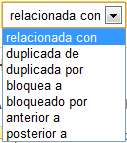 relacionada con
relacionada con
duplicada de
duplicada por
bloquea a
bloqueado por
anterior a
posterior a